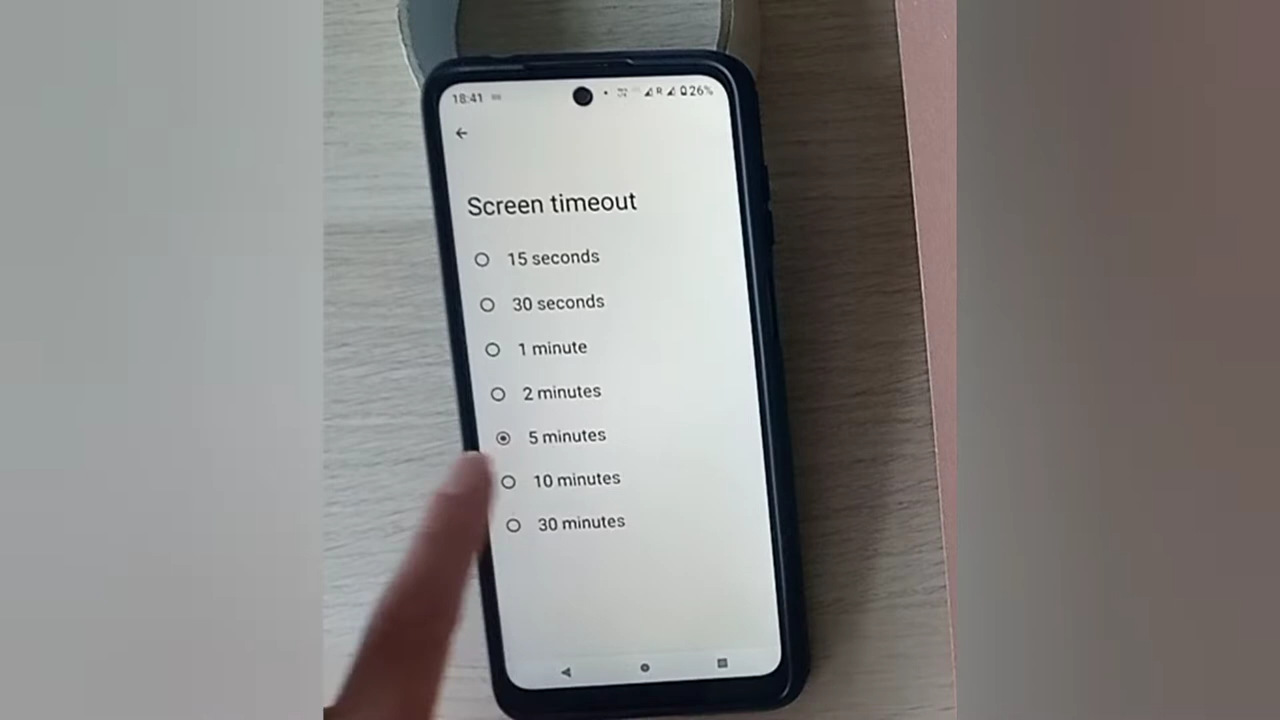 18:41
R 26%
Screen timeout
15 seconds
30 seconds
1 minute
2 minutes
5 minutes
10 minutes
30 minutes